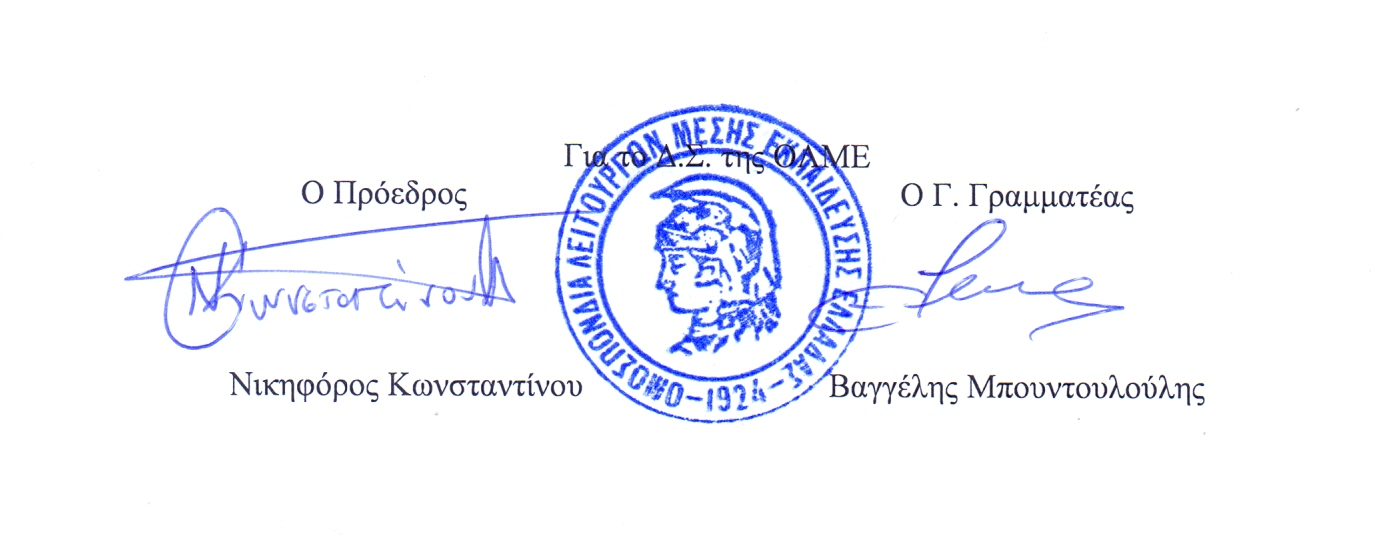 Για το Δ.Σ. της ΟΛΜΕ
Ο Πρόεδρος
Ο Γ. Γραμματέας
ΟΜΟΣΠΟΝΔΙΑ ΛΕΙΤΟΥΡΓΩΝ ΜΕΣΗΣ ΕΚΠΑΙΔΕΥΣΗΣ ΕΛΛΑΔΑΣ
-1924-
Νικηφόρος Κωνσταντίνου
Βαγγέλης Μπουντουλούλης